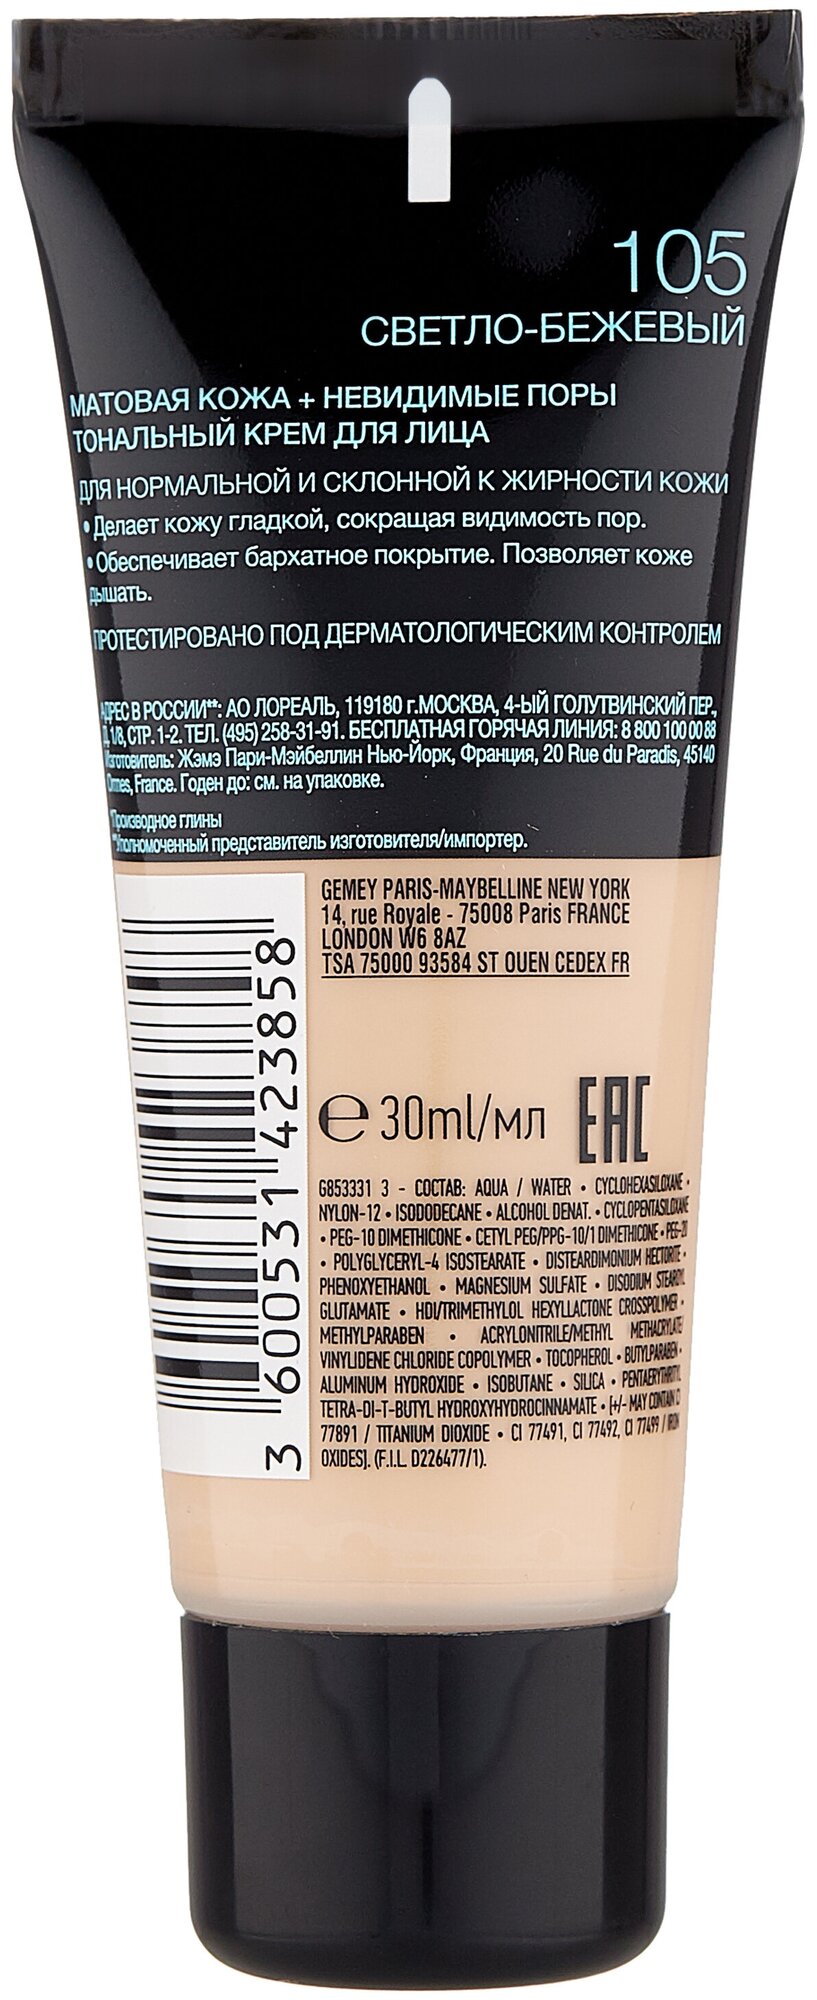 105
СВЕТЛО-БЕЖЕВЫЙ
МАТОВАЯ КОЖА + НЕВИДИМЫЕ ПОРЫ
ТОНАЛЬНЫЙ КРЕМ ДЛЯ ЛИЦА
ДЛЯ НОРМАЛЬНОЙ И СКЛОННОЙ К ЖИРНОСТИ КОЖИ
• Делает кожу гладкой, сокращая видимость пор.
• Обеспечивает бархатное покрытие. Позволяет коже
дышать.
ПРОТЕСТИРОВАНО ПОД ДЕРМАТОЛОГИЧЕСКИМ КОНТРОЛЕМ
АДРЕС В РОССИИ**: АО ЛОРЕАЛЬ, 119180 г.МОСКВА, 4-ЫЙ ГОЛУТВИНСКИЙ ПЕР.,
Д. 1/8, СТР. 1-2. ТЕЛ. (495) 258-31-91. БЕСПЛАТНАЯ ГОРЯЧАЯ ЛИНИЯ: 8 800 100 00 88
Изготовитель: Жэмэ Пари-Мэйбеллин Нью-Йорк, Франция, 20 Rue du Paradis, 45140
Ormes, France. Годен до: см. на упаковке.
*Производное глины
**Уполномоченный представитель изготовителя/импортер.
GEMEY PARIS-MAYBELLINE NEW YORK
14, rue Royale - 75008 Paris FRANCE
LONDON W6 8AZ
TSA 75000 93584 ST OUEN CEDEX FR
3 600531 423858
e 30ml/мл EAC
G853331 3 - СОСТАВ: AQUA / WATER • CYCLOHEXASILOXANE •
NYLON-12 • ISODODECANE • ALCOHOL DENAT. • CYCLOPENTASILOXANE
• PEG-10 DIMETHICONE • CETYL PEG/PPG-10/1 DIMETHICONE • PEG-20
• POLYGLYCERYL-4 ISOSTEARATE • DISTEARDIMONIUM HECTORITE •
PHENOXYETHANOL • MAGNESIUM SULFATE • DISODIUM STEAROYL
GLUTAMATE • HDI/TRIMETHYLOL HEXYLLACTONE CROSSPOLYMER •
METHYLPARABEN • ACRYLONITRILE/METHYL METHACRYLATE/
VINYLIDENE CHLORIDE COPOLYMER • TOCOPHEROL • BUTYLPARABEN •
ALUMINUM HYDROXIDE • ISOBUTANE • SILICA • PENTAERYTHRITYL
TETRA-DI-T-BUTYL HYDROXYHYDROCINNAMATE • [+/- MAY CONTAIN CI
77891 / TITANIUM DIOXIDE • CI 77491, CI 77492, CI 77499 / IRON
OXIDES]. (F.I.L. D226477/1).